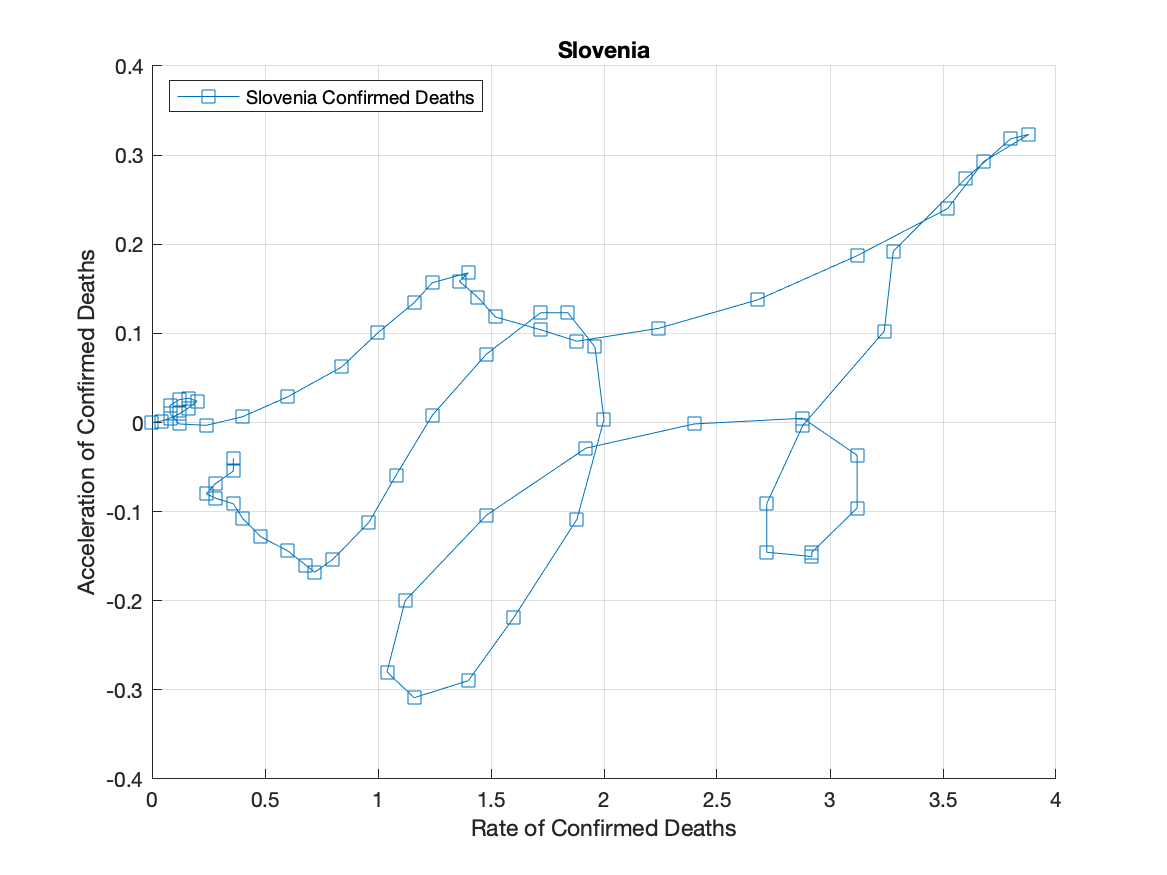 Slovenia
Slovenia Confirmed Deaths
0.4
0.3
0.2
0.1
0
-0.1
-0.2
-0.3
-0.4
Acceleration of Confirmed Deaths
0 0.5 1 1.5 2 2.5 3 3.5 4
Rate of Confirmed Deaths